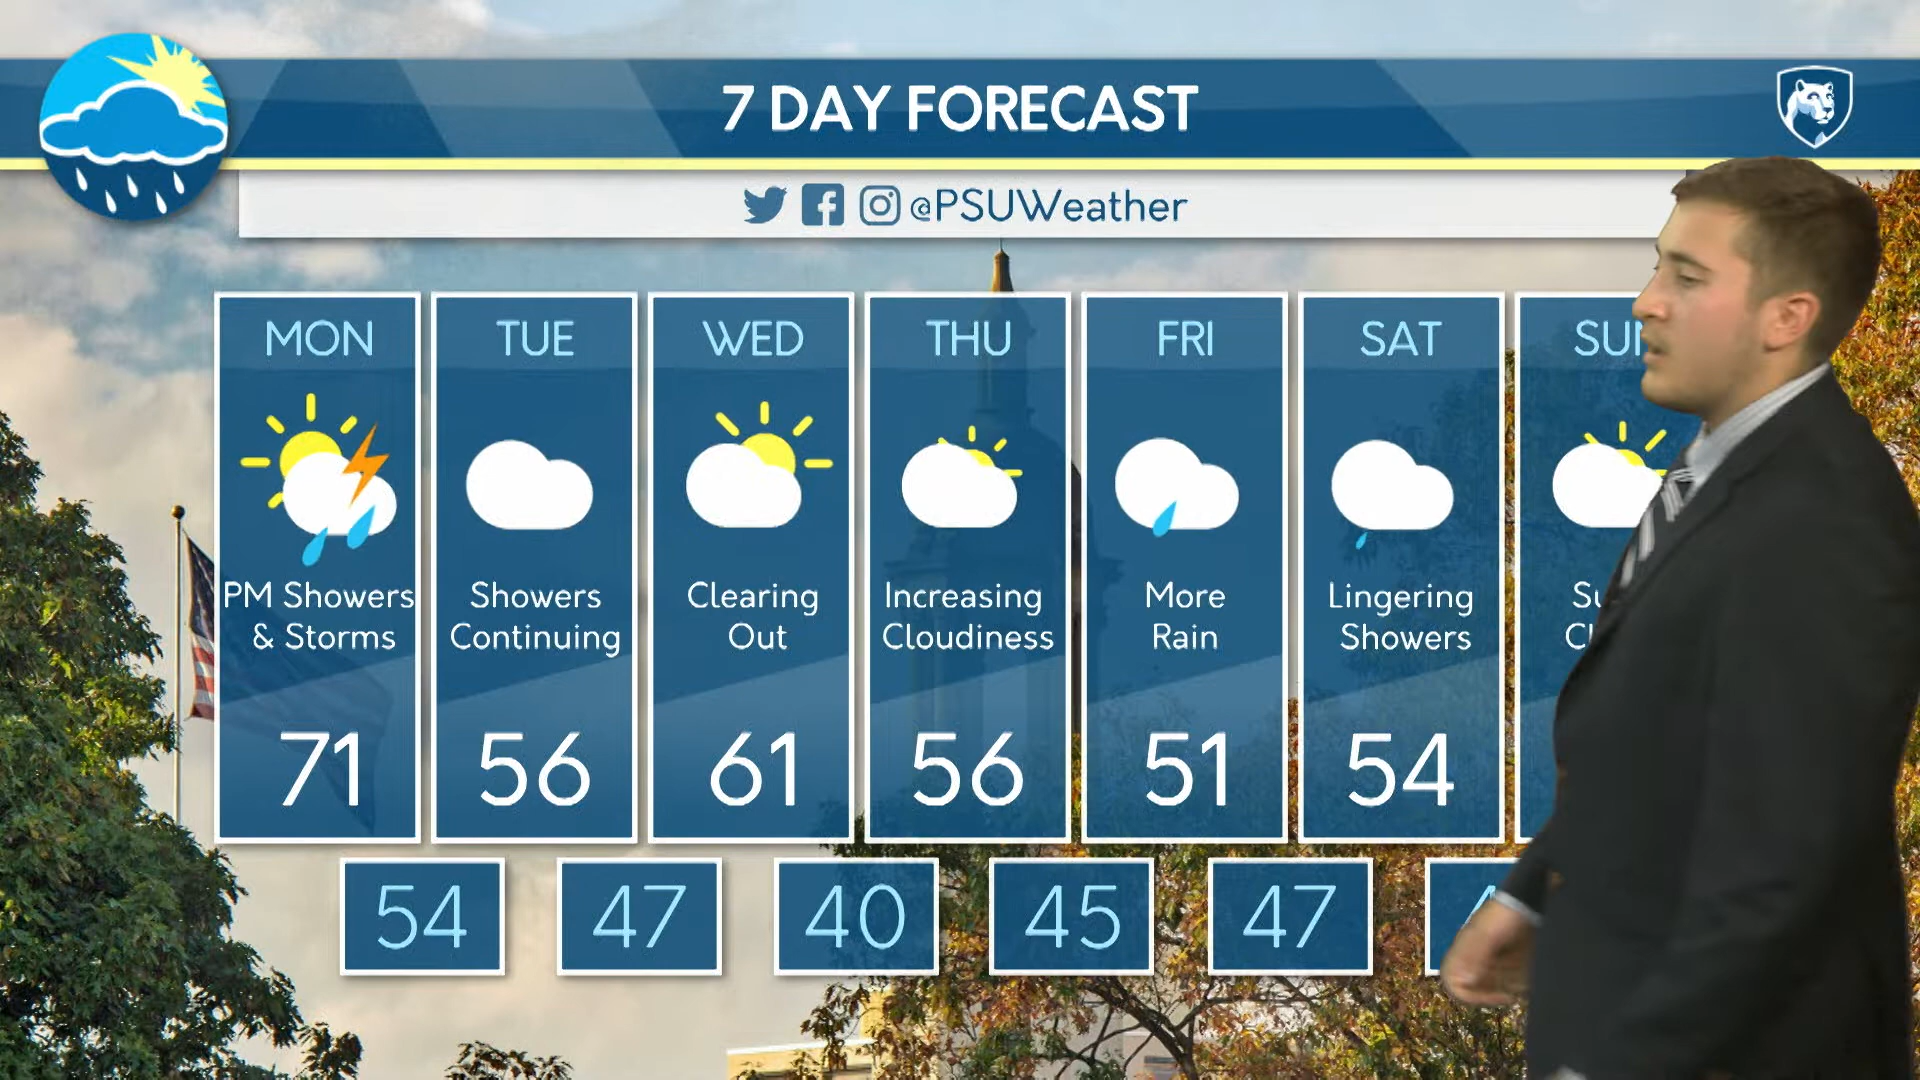 7 DAY FORECAST
@PSUWeather
MON
TUE
WED
THU
FRI
SAT
PM Showers
& Storms
Showers
Continuing
Clearing
Out
Increasing
Cloudiness
More
Rain
Lingering
Showers
71
56
61
56
51
54
54
47
40
45
47